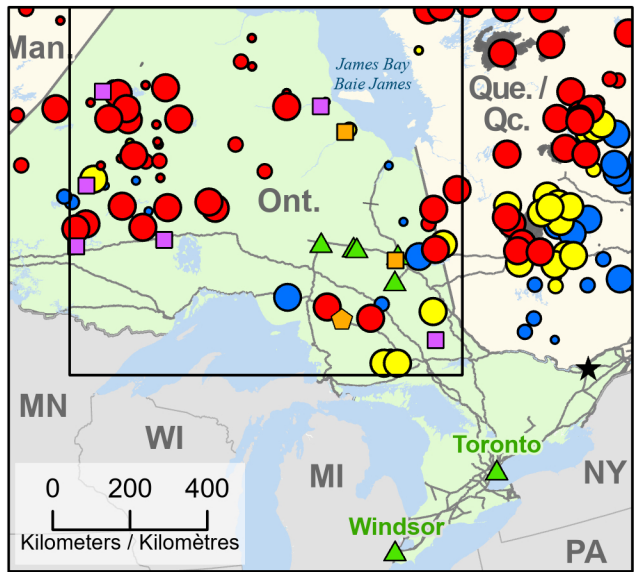 Man.
James Bay
Baie James
Que. /
Qc.
Ont.
MN
WI
MI
Toronto
NY
Windsor
PA
0 200 400
Kilometers / Kilomètres